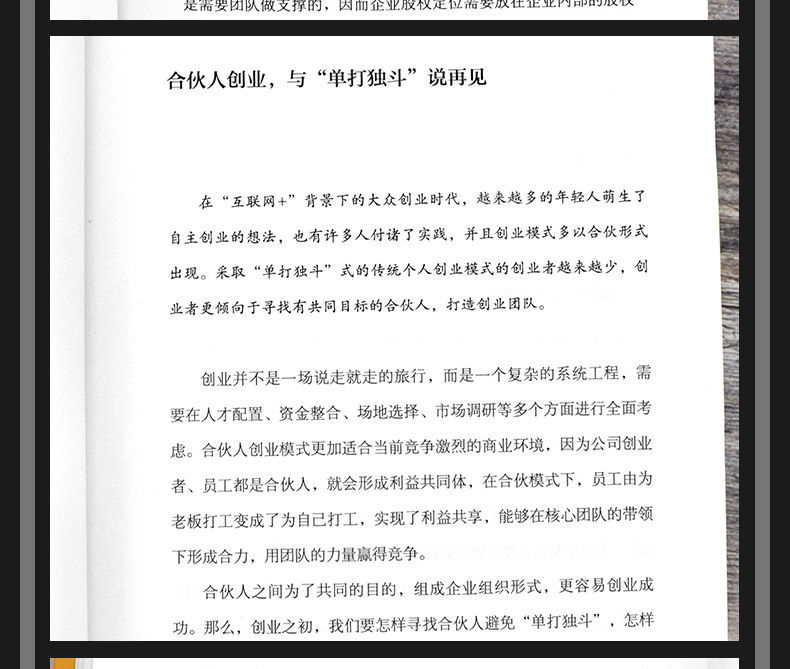 是需要团队做支撑的，因而企业股权定位需要放在企业内部的股权
合伙人创业，与“单打独斗”说再见
在“互联网+”背景下的大众创业时代，越来越多的年轻人萌生了
自主创业的想法，也有许多人付诸了实践，并且创业模式多以合伙形式
出现。采取“单打独斗”式的传统个人创业模式的创业者越来越少，创
业者更倾向于寻找有共同目标的合伙人，打造创业团队。
创业并不是一场说走就走的旅行，而是一个复杂的系统工程，需
要在人才配置、资金整合、场地选择、市场调研等多个方面进行全面考
虑。合伙人创业模式更加适合当前竞争激烈的商业环境，因为公司创业
者、员工都是合伙人，就会形成利益共同体，在合伙模式下，员工由为
老板打工变成了为自己打工，实现了利益共享，能够在核心团队的带领
下形成合力，用团队的力量赢得竞争。
合伙人之间为了共同的目的，组成企业组织形式，更容易创业成
功。那么，创业之初，我们要怎样寻找合伙人避免“单打独斗”，怎样